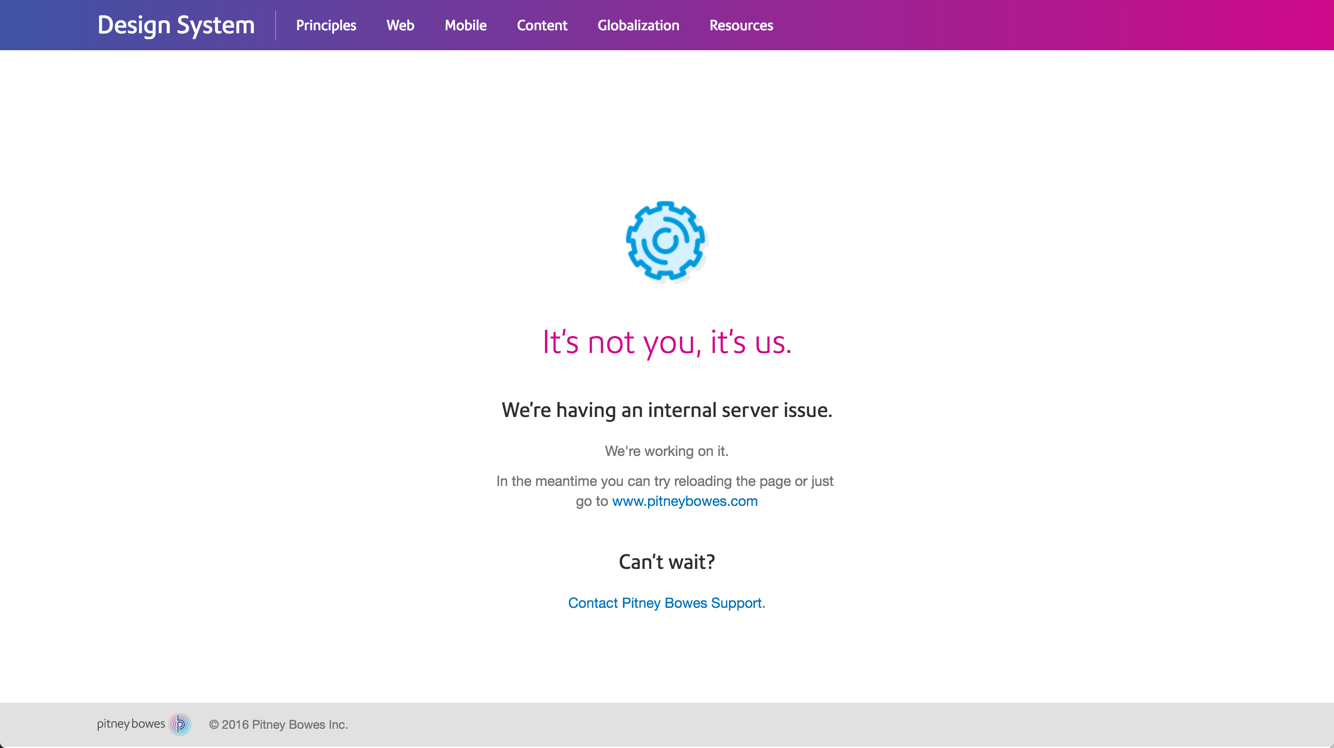 Design System
Principles
Web
Mobile
Content
Globalization
Resources
It's not you, it's us.
We're having an internal server issue.
We're working on it.
In the meantime you can try reloading the page or just
go to www.pitneybowes.com
Can't wait?
Contact Pitney Bowes Support.
pitney bowes
© 2016 Pitney Bowes Inc.